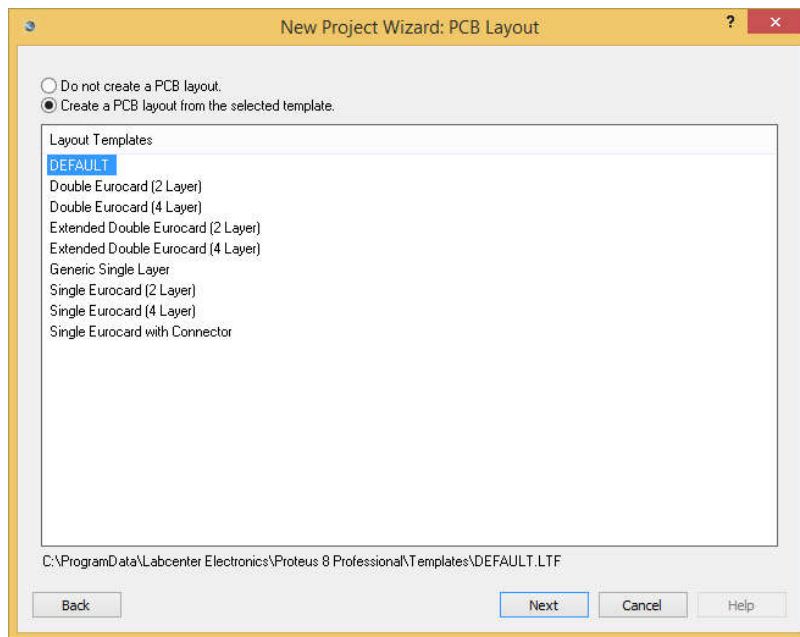 New Project Wizard: PCB Layout ? ×
Do not create a PCB layout.
Create a PCB layout from the selected template.
Layout Templates
DEFAULT
Double Eurocard (2 Layer)
Double Eurocard (4 Layer)
Extended Double Eurocard (2 Layer)
Extended Double Eurocard (4 Layer)
Generic Single Layer
Single Eurocard (2 Layer)
Single Eurocard (4 Layer)
Single Eurocard with Connector
C:\ProgramData\Labcenter Electronics\Proteus 8 Professional\Templates\DEFAULT.LTF
Back Next Cancel Help